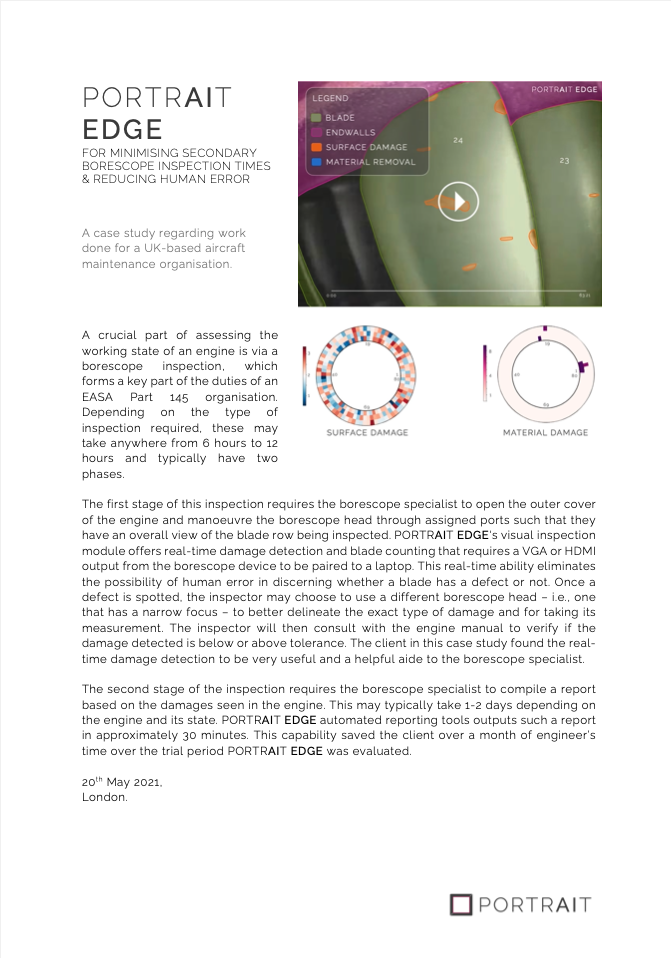 PORTRAIT
EDGE
FOR MINIMISING SECONDARY
BORESCOPE INSPECTION TIMES
& REDUCING HUMAN ERROR
A case study regarding work
done for a UK-based aircraft
maintenance organisation.
PORTRAIT EDGE
LEGEND
BLADE
ENDWALLS
SURFACE DAMAGE
MATERIAL REMOVAL
24
23
SURFACE DAMAGE
MATERIAL DAMAGE
A crucial part of assessing the
working state of an engine is via a
borescope inspection, which
forms a key part of the duties of an
EASA Part 145 organisation.
Depending on the type of
inspection required, these may
take anywhere from 6 hours to 12
hours and typically have two
phases.
The first stage of this inspection requires the borescope specialist to open the outer cover
of the engine and manoeuvre the borescope head through assigned ports such that they
have an overall view of the blade row being inspected. PORTRAIT EDGE's visual inspection
module offers real-time damage detection and blade counting that requires a VGA or HDMI
output from the borescope device to be paired to a laptop. This real-time ability eliminates
the possibility of human error in discerning whether a blade has a defect or not. Once a
defect is spotted, the inspector may choose to use a different borescope head – i.e., one
that has a narrow focus – to better delineate the exact type of damage and for taking its
measurement. The inspector will then consult with the engine manual to verify if the
damage detected is below or above tolerance. The client in this case study found the real-
time damage detection to be very useful and a helpful aide to the borescope specialist.
The second stage of the inspection requires the borescope specialist to compile a report
based on the damages seen in the engine. This may typically take 1-2 days depending on
the engine and its state. PORTRAIT EDGE automated reporting tools outputs such a report
in approximately 30 minutes. This capability saved the client over a month of engineer's
time over the trial period PORTRAIT EDGE was evaluated.
20th May 2021,
London.
PORTRAIT